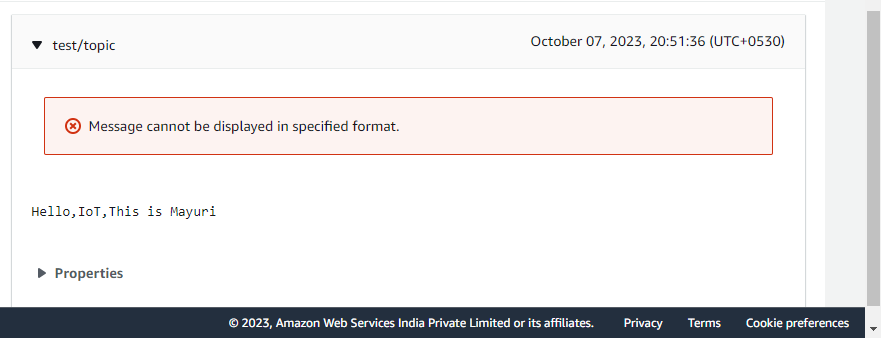 test/topic
October 07, 2023, 20:51:36 (UTC+0530)
Message cannot be displayed in specified format.
Hello,IoT,This is Mayuri
Properties
© 2023, Amazon Web Services India Private Limited or its affiliates. Privacy Terms Cookie preferences